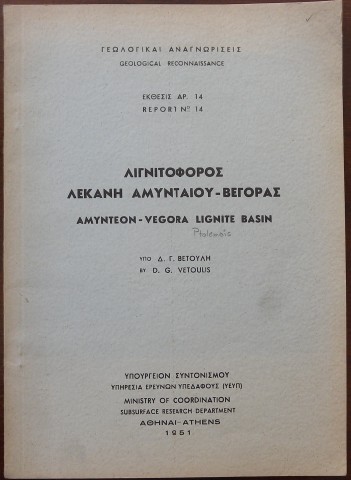 ΓΕΩΛΟΓΙΚΑΙ ΑΝΑΓΝΩΡΙΣΕΙΣ
GEOLOGICAL RECONNAISSANCE
ΕΚΘΕΣΙΣ ΑΡ. 14
REPORT Nº 14
ΛΙΓΝΙΤΟΦΟΡΟΣ
ΛΕΚΑΝΗ ΑΜΥΝΤΑΙΟΥ-ΒΕΓΟΡΑΣ
AMYNTEON-VEGORA LIGNITE BASIN
Ptolemais
ΥΠΟ Δ. Γ. ΒΕΤΟΥΛΗ
BY D. G. VETOULIS
ΥΠΟΥΡΓΕΙΟΝ ΣΥΝΤΟΝΙΣΜΟΥ
ΥΠΗΡΕΣΙΑ ΕΡΕΥΝΩΝ ΥΠΕΔΑΦΟΥΣ (ΥΕΥΠ)
MINISTRY OF COORDINATION
SUBSURFACE RESEARCH DEPARTMENT
ΑΘΗΝΑΙ-ATHENS
1951